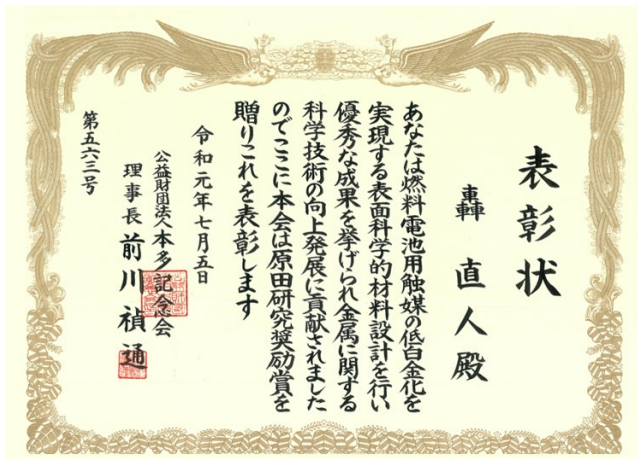 表彰状
轟 直人 殿
あなたは燃料電池用触媒の低白金化を
実現する表面科学的材料設計を行い
優秀な成果を挙げられ金属に関する
科学技術の向上発展に貢献されました
のでここに本会は原田研究奨励賞を
贈りこれを表彰します
令和元年七月五日
公益財団法人本多記念会
理事長 前川禎通
第五六三号